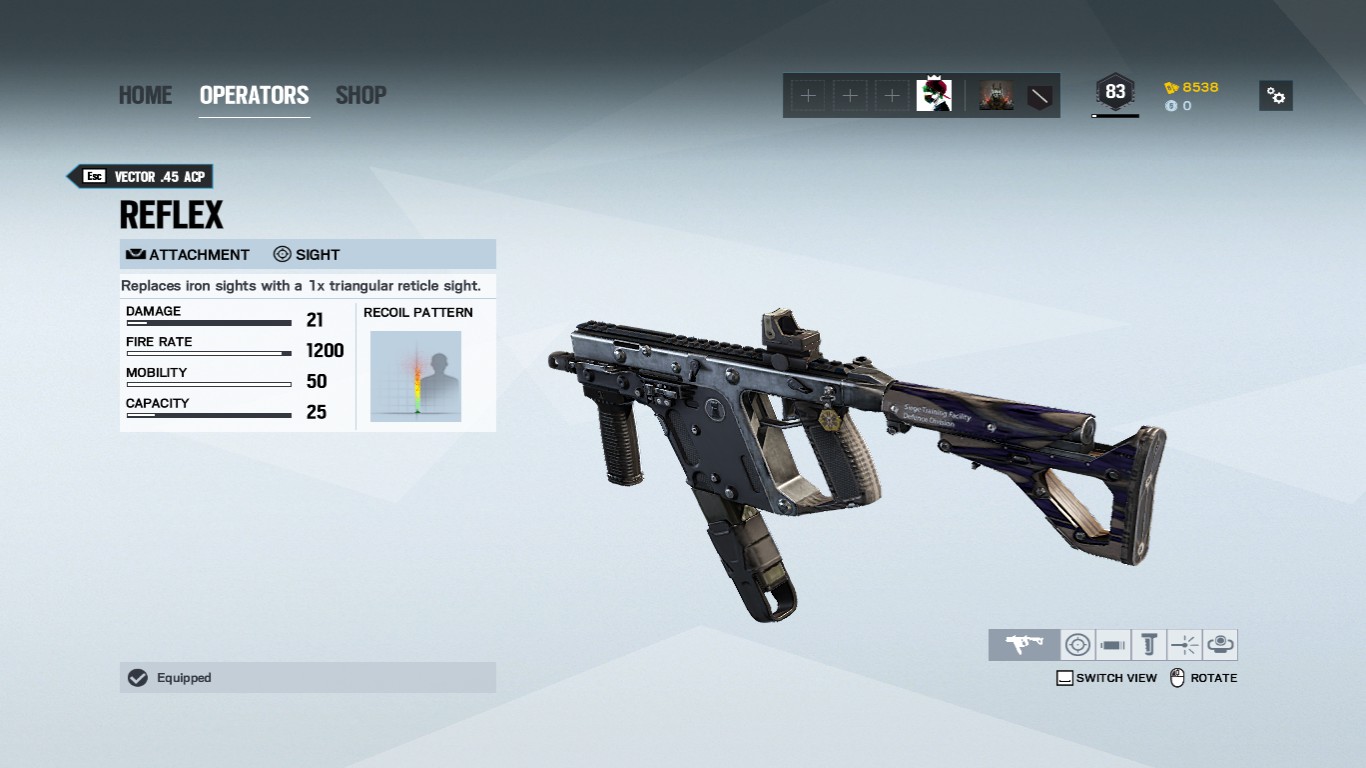 HOME OPERATORS SHOP
83
8538
0
Esc VECTOR .45 ACP
REFLEX
ATTACHMENT SIGHT
Replaces iron sights with a 1x triangular reticle sight.
DAMAGE 21
FIRE RATE 1200
MOBILITY 50
CAPACITY 25
RECOIL PATTERN
Siege-Training Facility
Defence Division
Equipped
SWITCH VIEW ROTATE